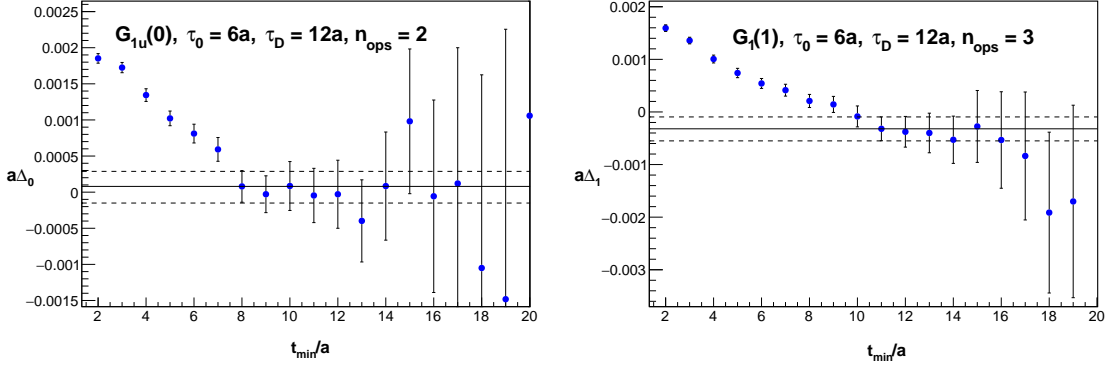 G1u(0), τ0 = 6a, τD = 12a, nops = 2
0.0025
0.002
0.0015
0.001
0.0005
0
−0.0005
−0.001
−0.0015
aΔ0
2 4 6 8 10 12 14 16 18 20
tmin/a
G1(1), τ0 = 6a, τD = 12a, nops = 3
0.002
0.001
0
−0.001
−0.002
−0.003
aΔ1
2 4 6 8 10 12 14 16 18 20
tmin/a